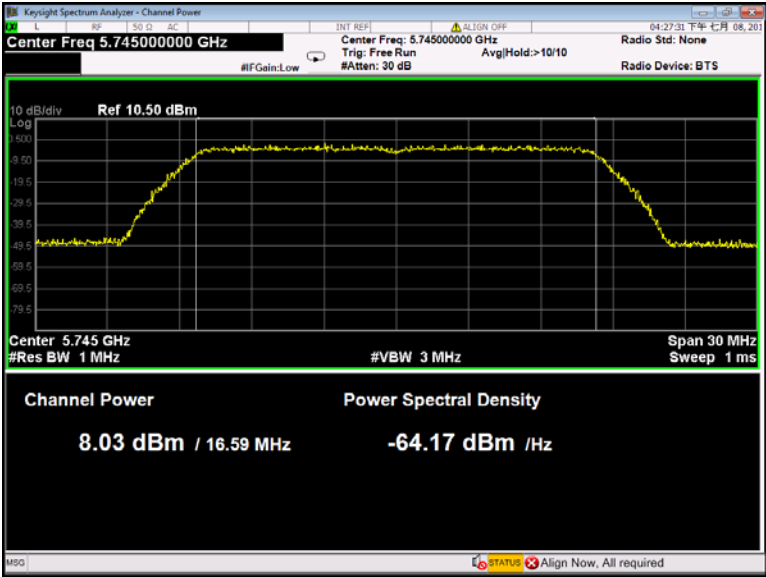 Keysight Spectrum Analyzer - Channel Power
L RF 50 Ω AC INT REF ALIGN OFF 04:27:31 下午 七月 08, 201
Center Freq 5.745000000 GHz
Center Freq: 5.745000000 GHz
Radio Std: None
Trig: Free Run Avg|Hold:>10/10
#IFGain:Low #Atten: 30 dB Radio Device: BTS
10 dB/div Ref 10.50 dBm
Log
0.500
-9.50
-19.5
-29.5
-39.5
-49.5
-59.5
-69.5
-79.5
Center 5.745 GHz Span 30 MHz
#Res BW 1 MHz #VBW 3 MHz Sweep 1 ms
Channel Power Power Spectral Density
8.03 dBm / 16.59 MHz -64.17 dBm /Hz
MSG STATUS Align Now, All required